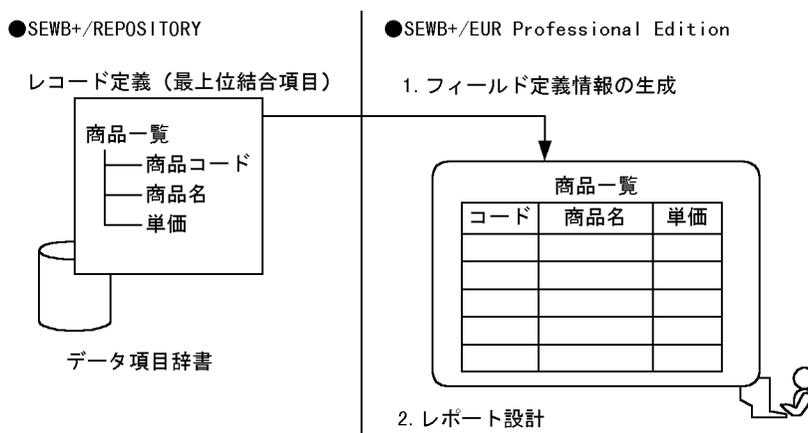 ●SEWB+/REPOSITORY
レコード定義（最上位結合項目）
商品一覧
商品コード
商品名
単価
データ項目辞書
●SEWB+/EUR Professional Edition
1.フィールド定義情報の生成
商品一覧
コード 商品名 単価
2.レポート設計